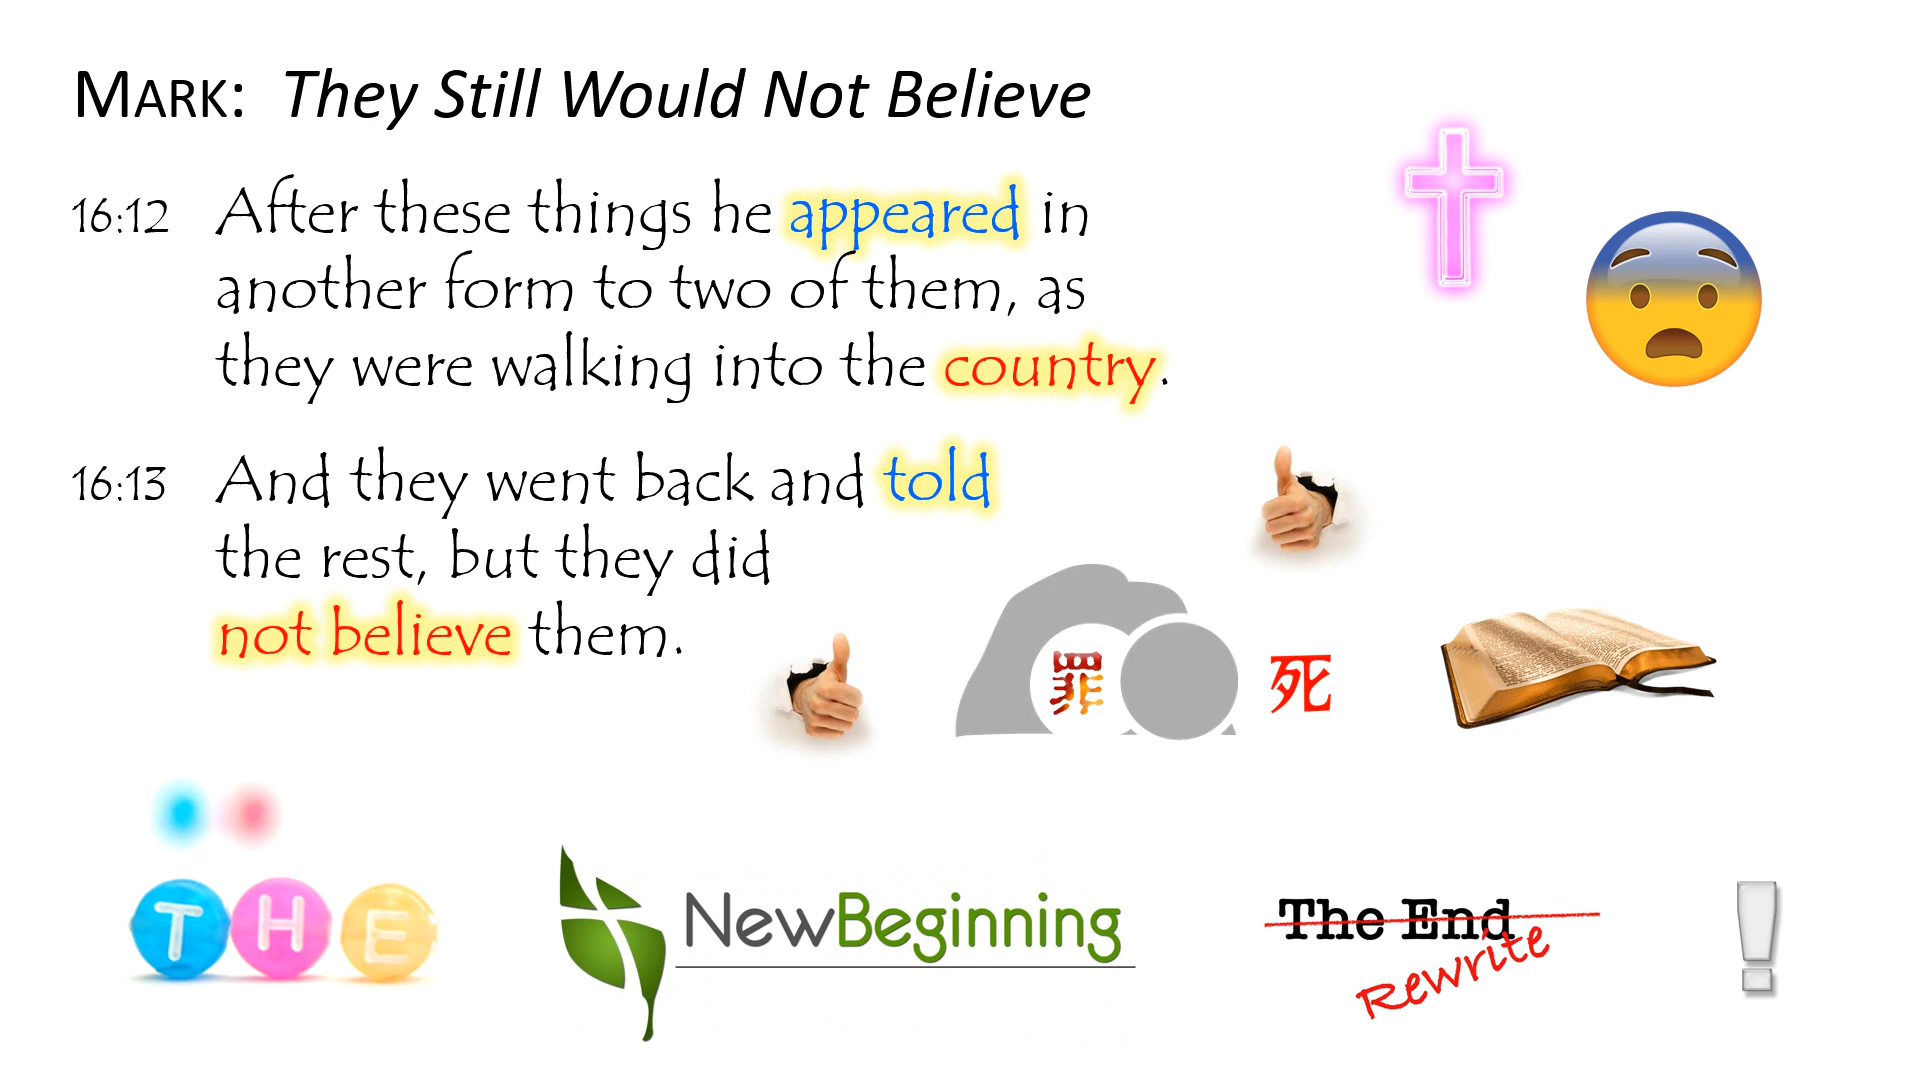 MARK: They Still Would Not Believe
16:12 After these things he appeared in
another form to two of them, as
they were walking into the country.
16:13 And they went back and told
the rest, but they did
not believe them.
罪 死
THE
NewBeginning
The End
Rewrite
!